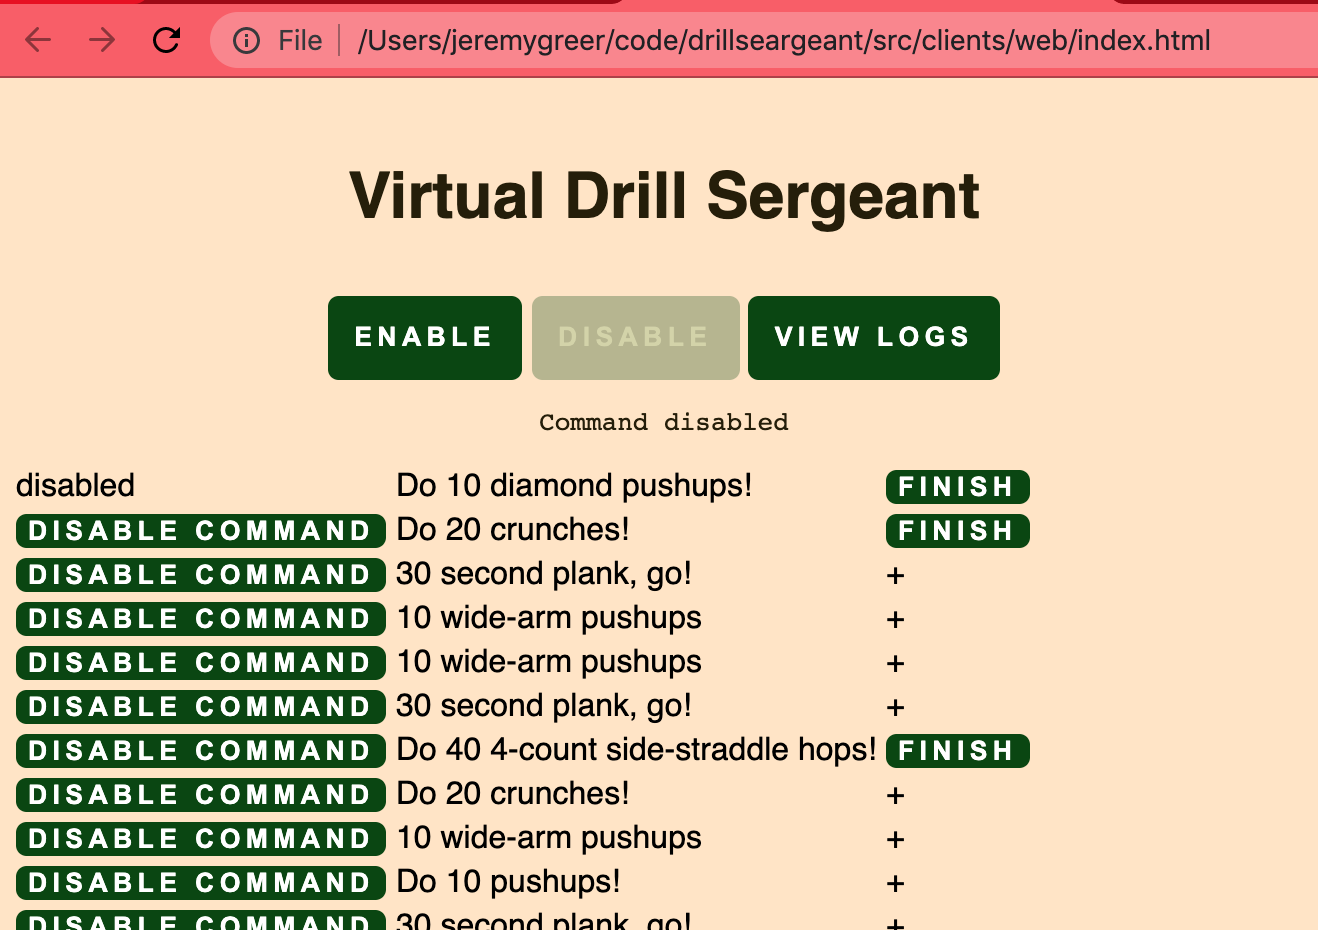 File /Users/jeremygreer/code/drillseargeant/src/clients/web/index.html
Virtual Drill Sergeant
ENABLE DISABLE VIEW LOGS
Command disabled
disabled Do 10 diamond pushups! FINISH
DISABLE COMMAND Do 20 crunches! FINISH
DISABLE COMMAND 30 second plank, go! +
DISABLE COMMAND 10 wide-arm pushups +
DISABLE COMMAND 10 wide-arm pushups +
DISABLE COMMAND 30 second plank, go! +
DISABLE COMMAND Do 40 4-count side-straddle hops! FINISH
DISABLE COMMAND Do 20 crunches! +
DISABLE COMMAND 10 wide-arm pushups +
DISABLE COMMAND Do 10 pushups! +
DISABLE COMMAND 30 second plank, go! +